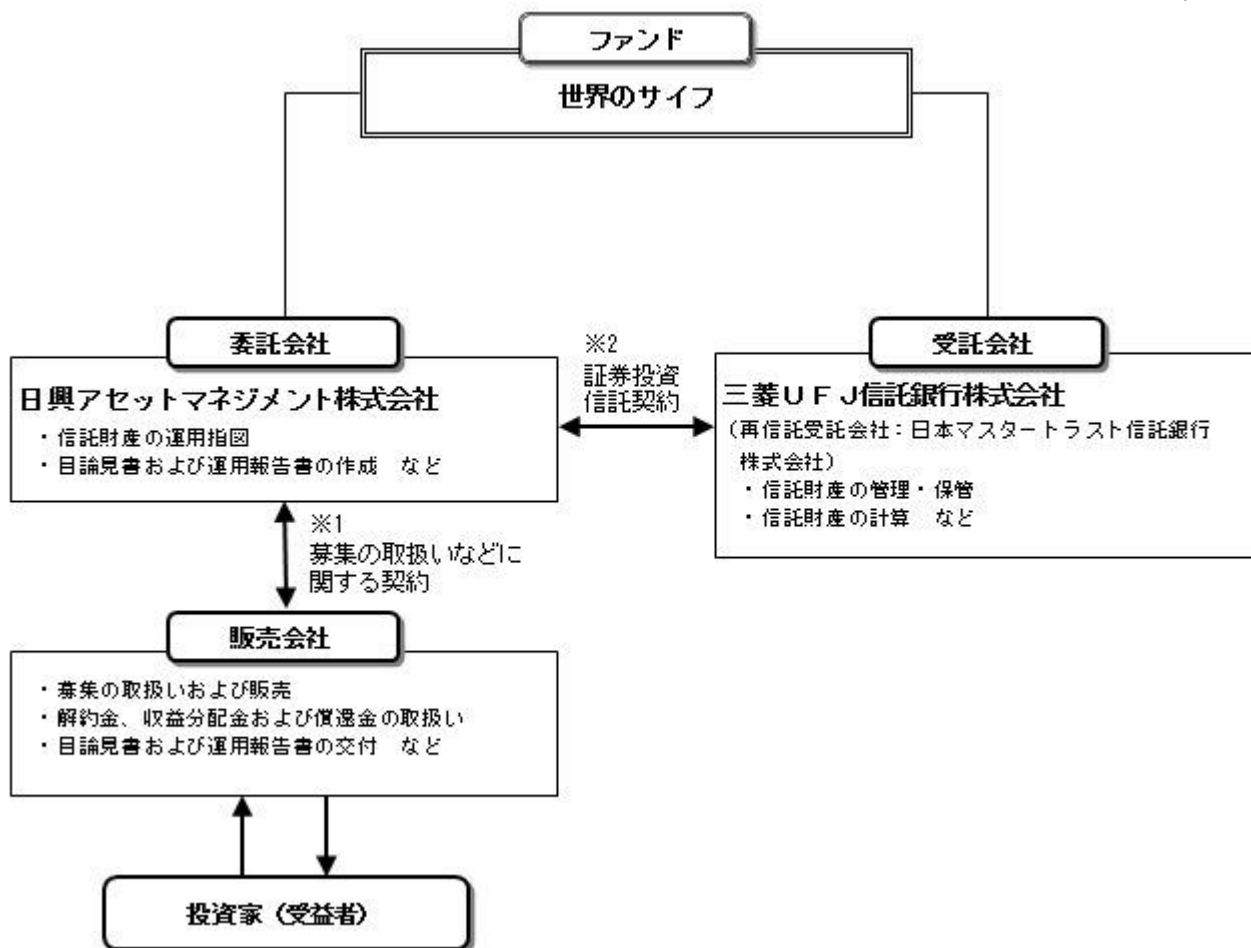 ファンド
世界のサイフ
委託会社
日興アセットマネジメント株式会社
・信託財産の運用指図
・目論見書および運用報告書の作成　など
※2
証券投資
信託契約
受託会社
三菱ＵＦＪ信託銀行株式会社
（再信託受託会社：日本マスタートラスト信託銀行
株式会社）
・信託財産の管理・保管
・信託財産の計算　など
※1
募集の取扱いなどに
関する契約
販売会社
・募集の取扱いおよび販売
・解約金、収益分配金および償還金の取扱い
・目論見書および運用報告書の交付　など
投資家（受益者）